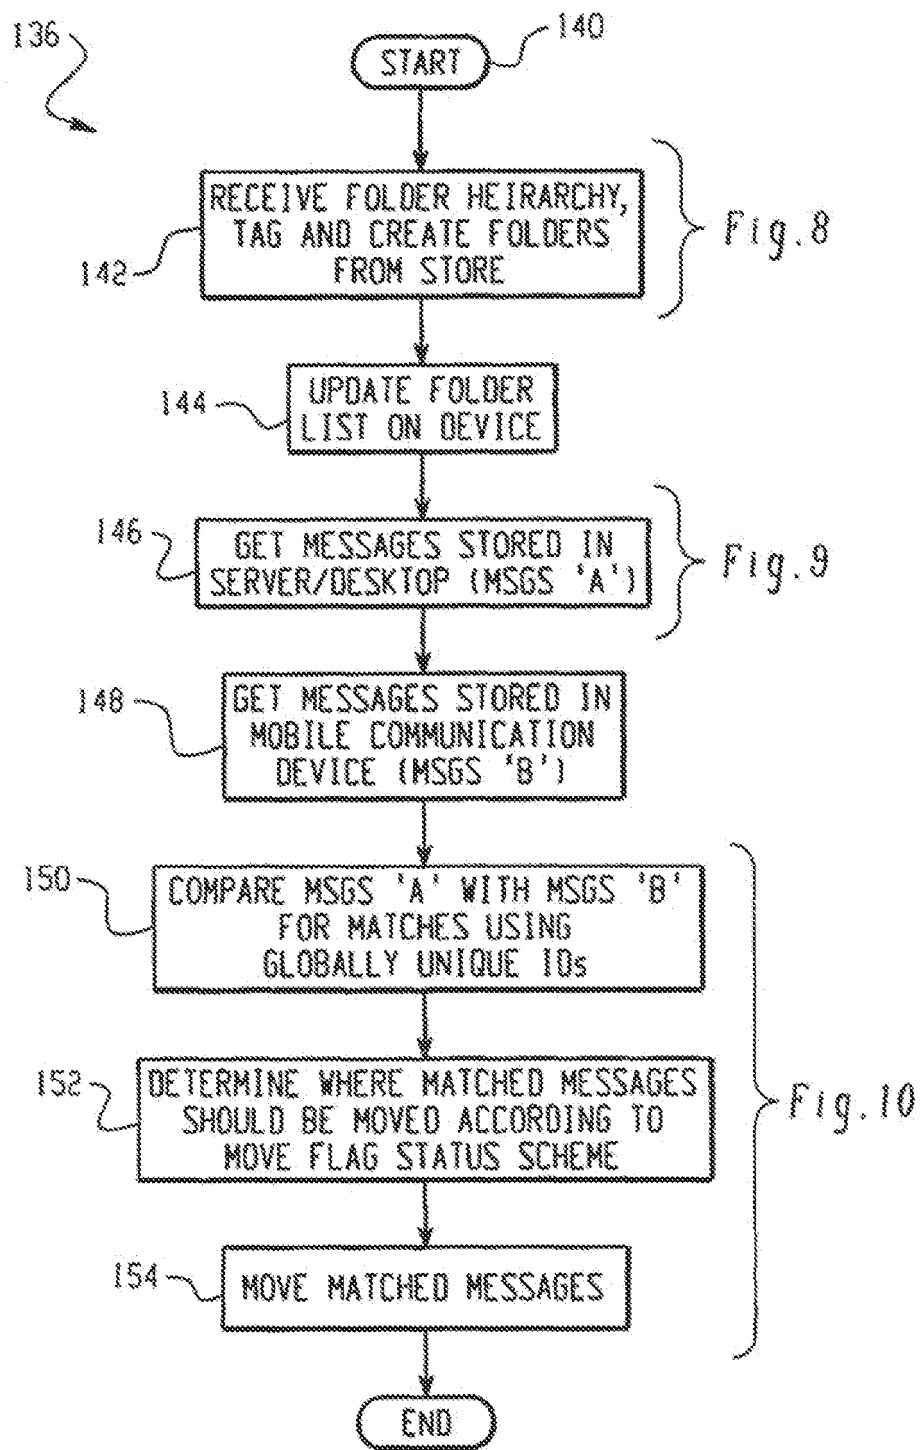 136
START
140
RECEIVE FOLDER HEIRARCHY,
TAG AND CREATE FOLDERS
FROM STORE
142
Fig. 8
UPDATE FOLDER
LIST ON DEVICE
144
146
GET MESSAGES STORED IN
SERVER/DESKTOP (MSGS 'A')
Fig. 9
148
GET MESSAGES STORED IN
MOBILE COMMUNICATION
DEVICE (MSGS 'B')
150
COMPARE MSGS 'A' WITH MSGS 'B'
FOR MATCHES USING
GLOBALLY UNIQUE IDs
152
DETERMINE WHERE MATCHED MESSAGES
SHOULD BE MOVED ACCORDING TO
MOVE FLAG STATUS SCHEME
Fig. 10
154
MOVE MATCHED MESSAGES
END